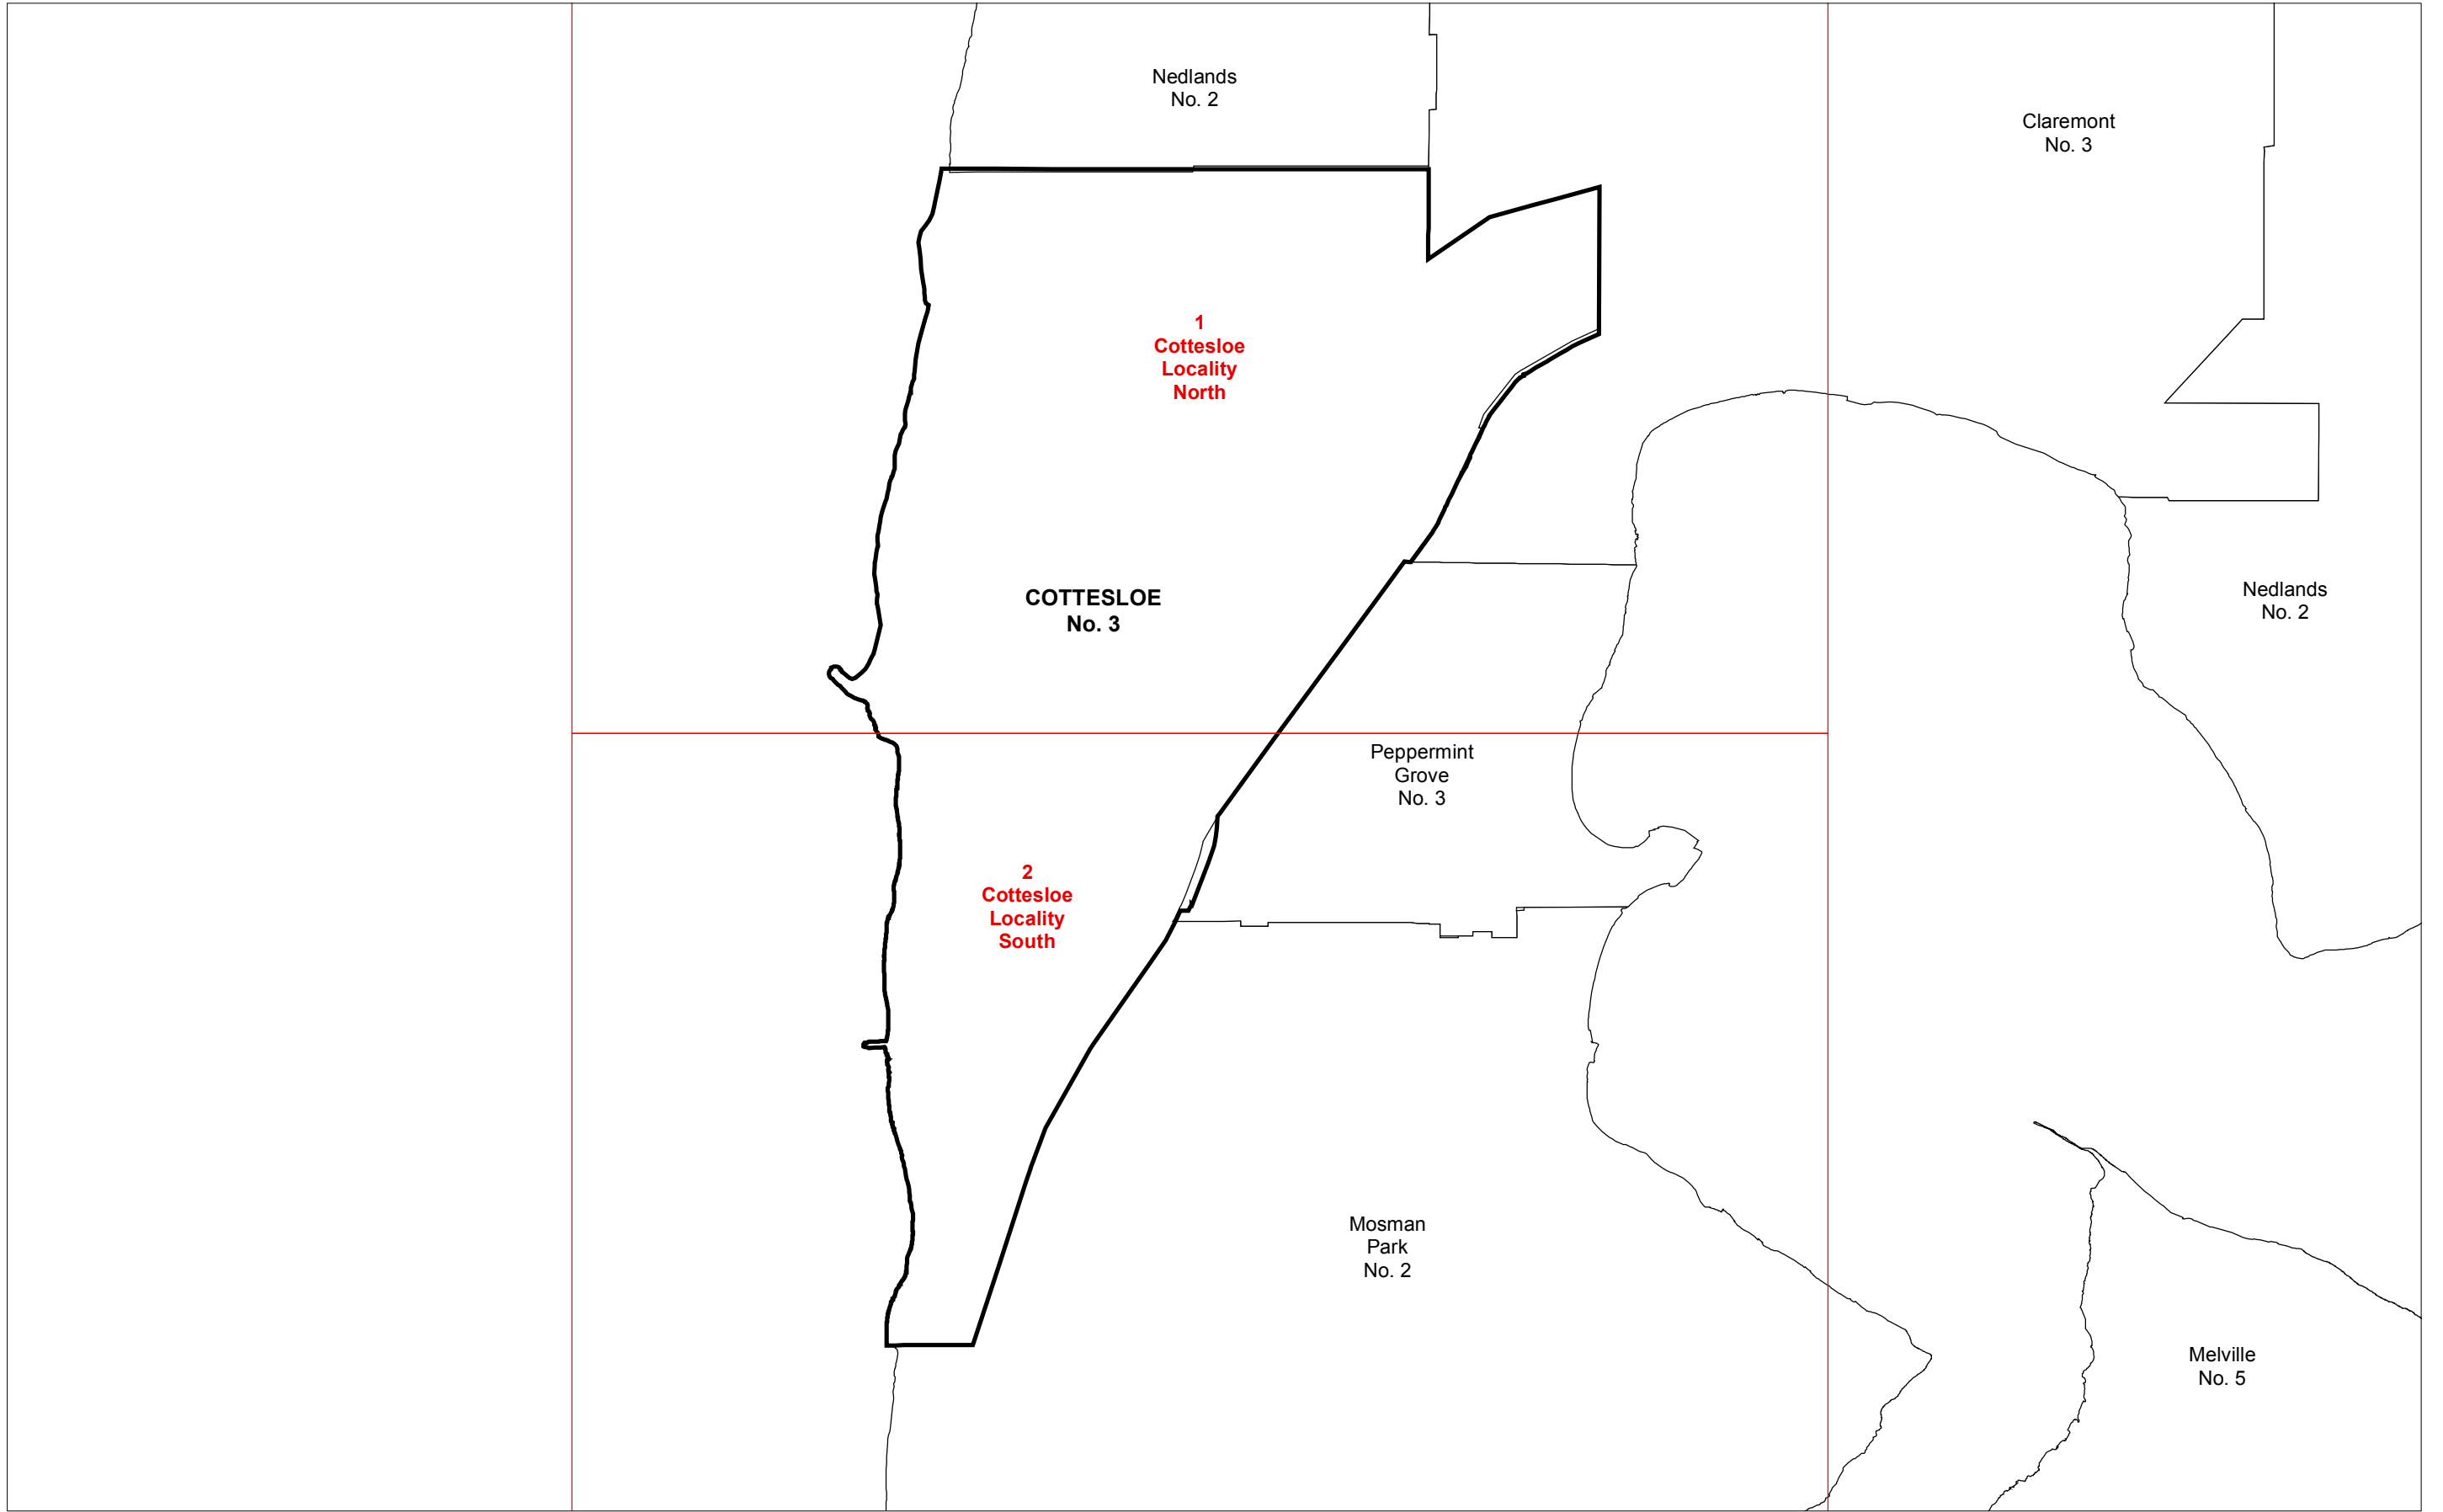 Nedlands
No. 2
Claremont
No. 3
1
Cottesloe
Locality
North
COTTESLOE
No. 3
Nedlands
No. 2
Peppermint
Grove
No. 3
2
Cottesloe
Locality
South
Mosman
Park
No. 2
Melville
No. 5